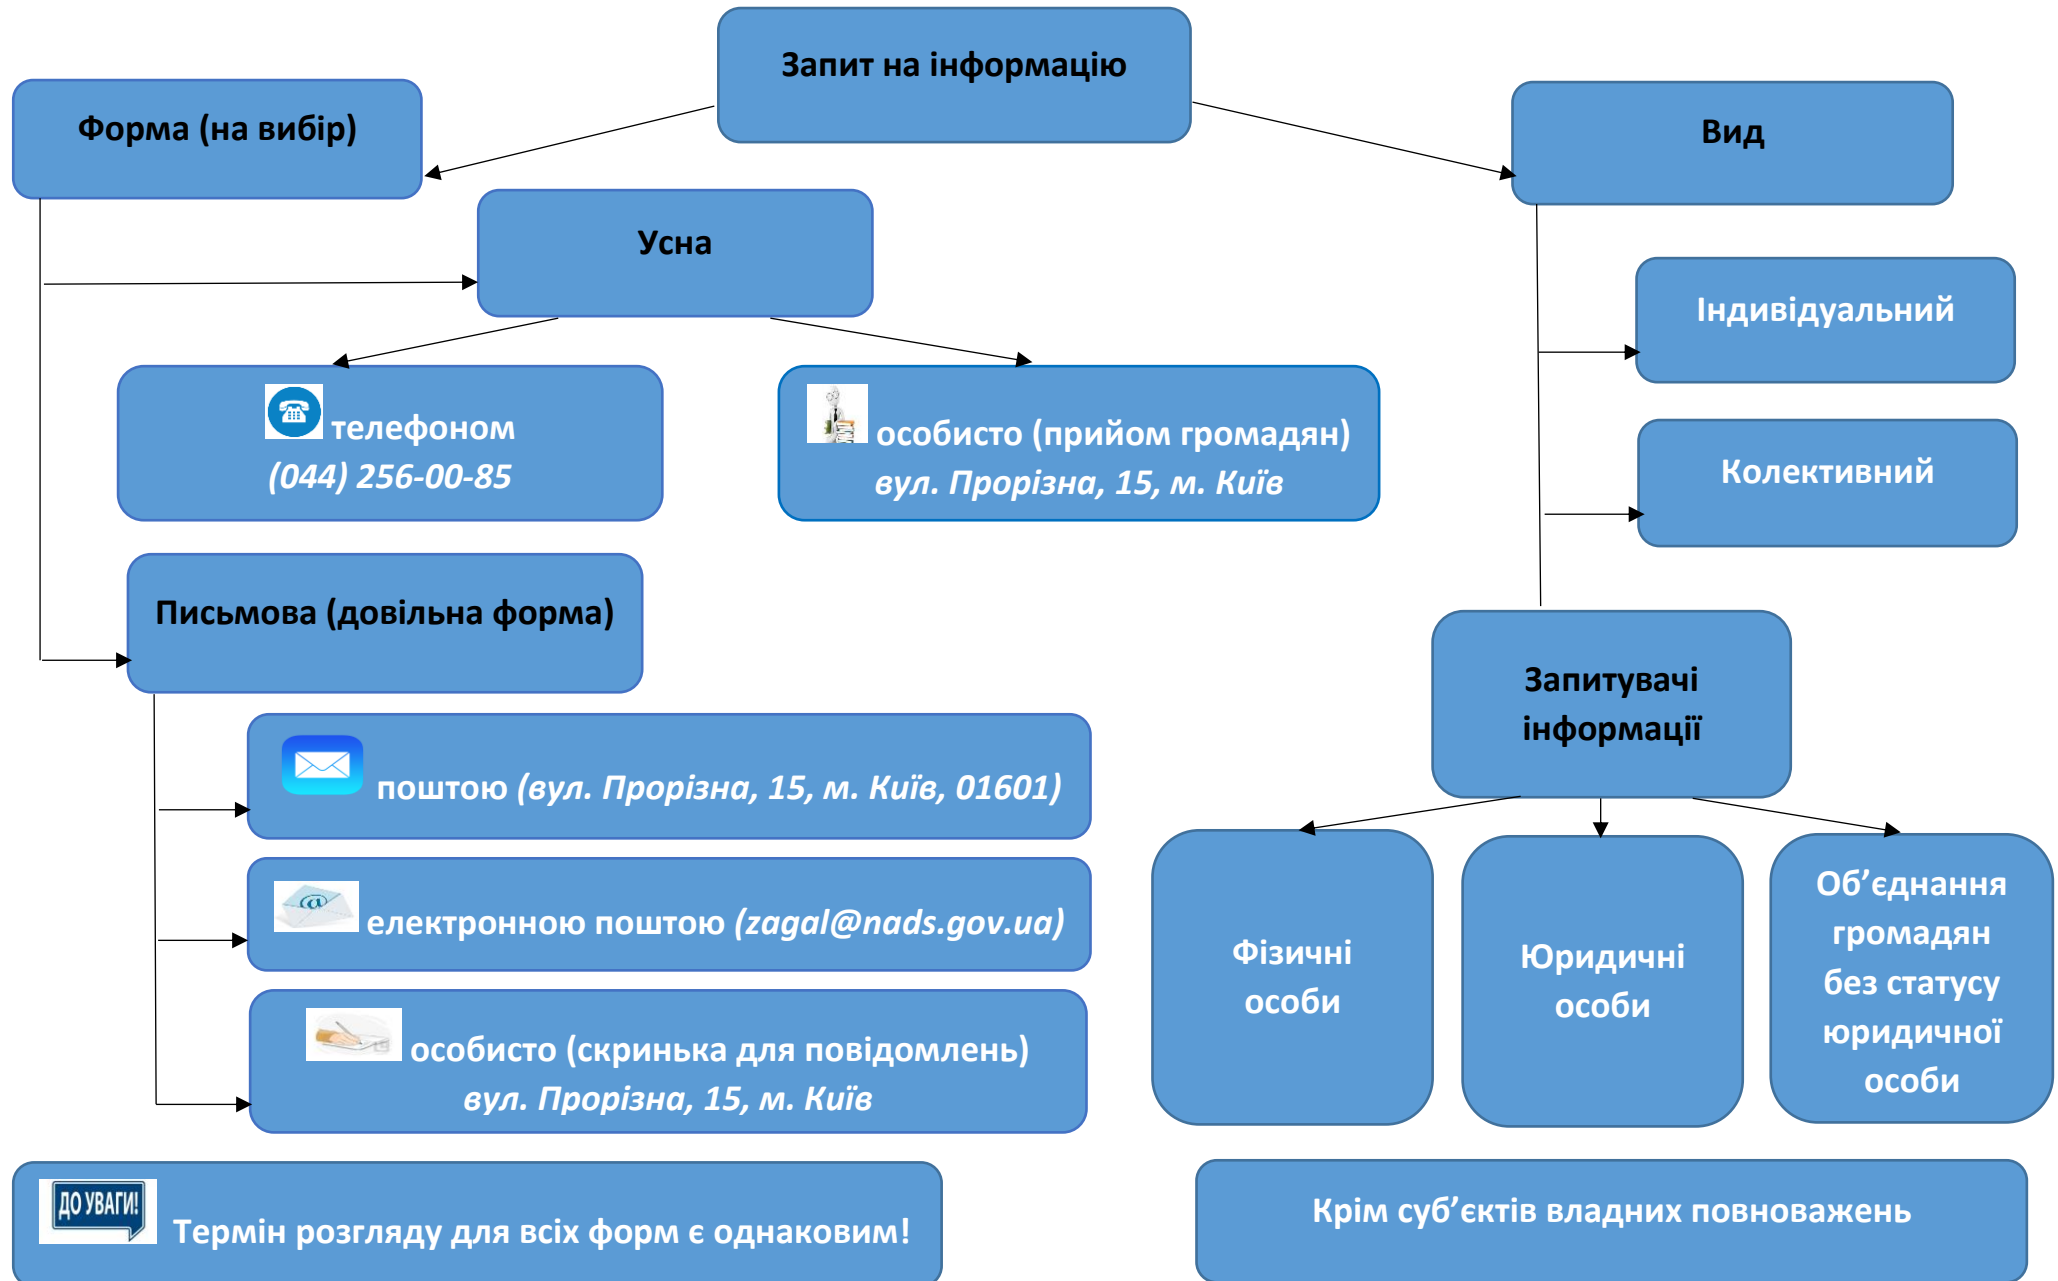 Запит на інформацію
Форма (на вибір)
Вид
Усна
Індивідуальний
телефоном
(044) 256-00-85
особисто (прийом громадян)
вул. Прорізна, 15, м. Київ
Колективний
Письмова (довільна форма)
Запитувачі
інформації
поштою (вул. Прорізна, 15, м. Київ, 01601)
електронною поштою (zagal@nads.gov.ua)
особисто (скринька для повідомлень)
вул. Прорізна, 15, м. Київ
Фізичні
особи
Юридичні
особи
Об’єднання
громадян
без статусу
юридичної
особи
ДО УВАГИ!
Термін розгляду для всіх форм є однаковим!
Крім суб’єктів владних повноважень